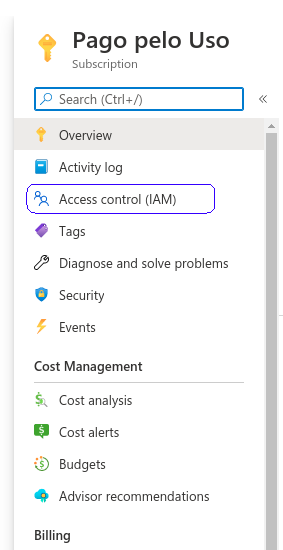 Pago pelo Uso
Subscription
Search (Ctrl+/)
«
Overview
Activity log
Access control (IAM)
Tags
Diagnose and solve problems
Security
Events
Cost Management
Cost analysis
Cost alerts
Budgets
Advisor recommendations
Billing